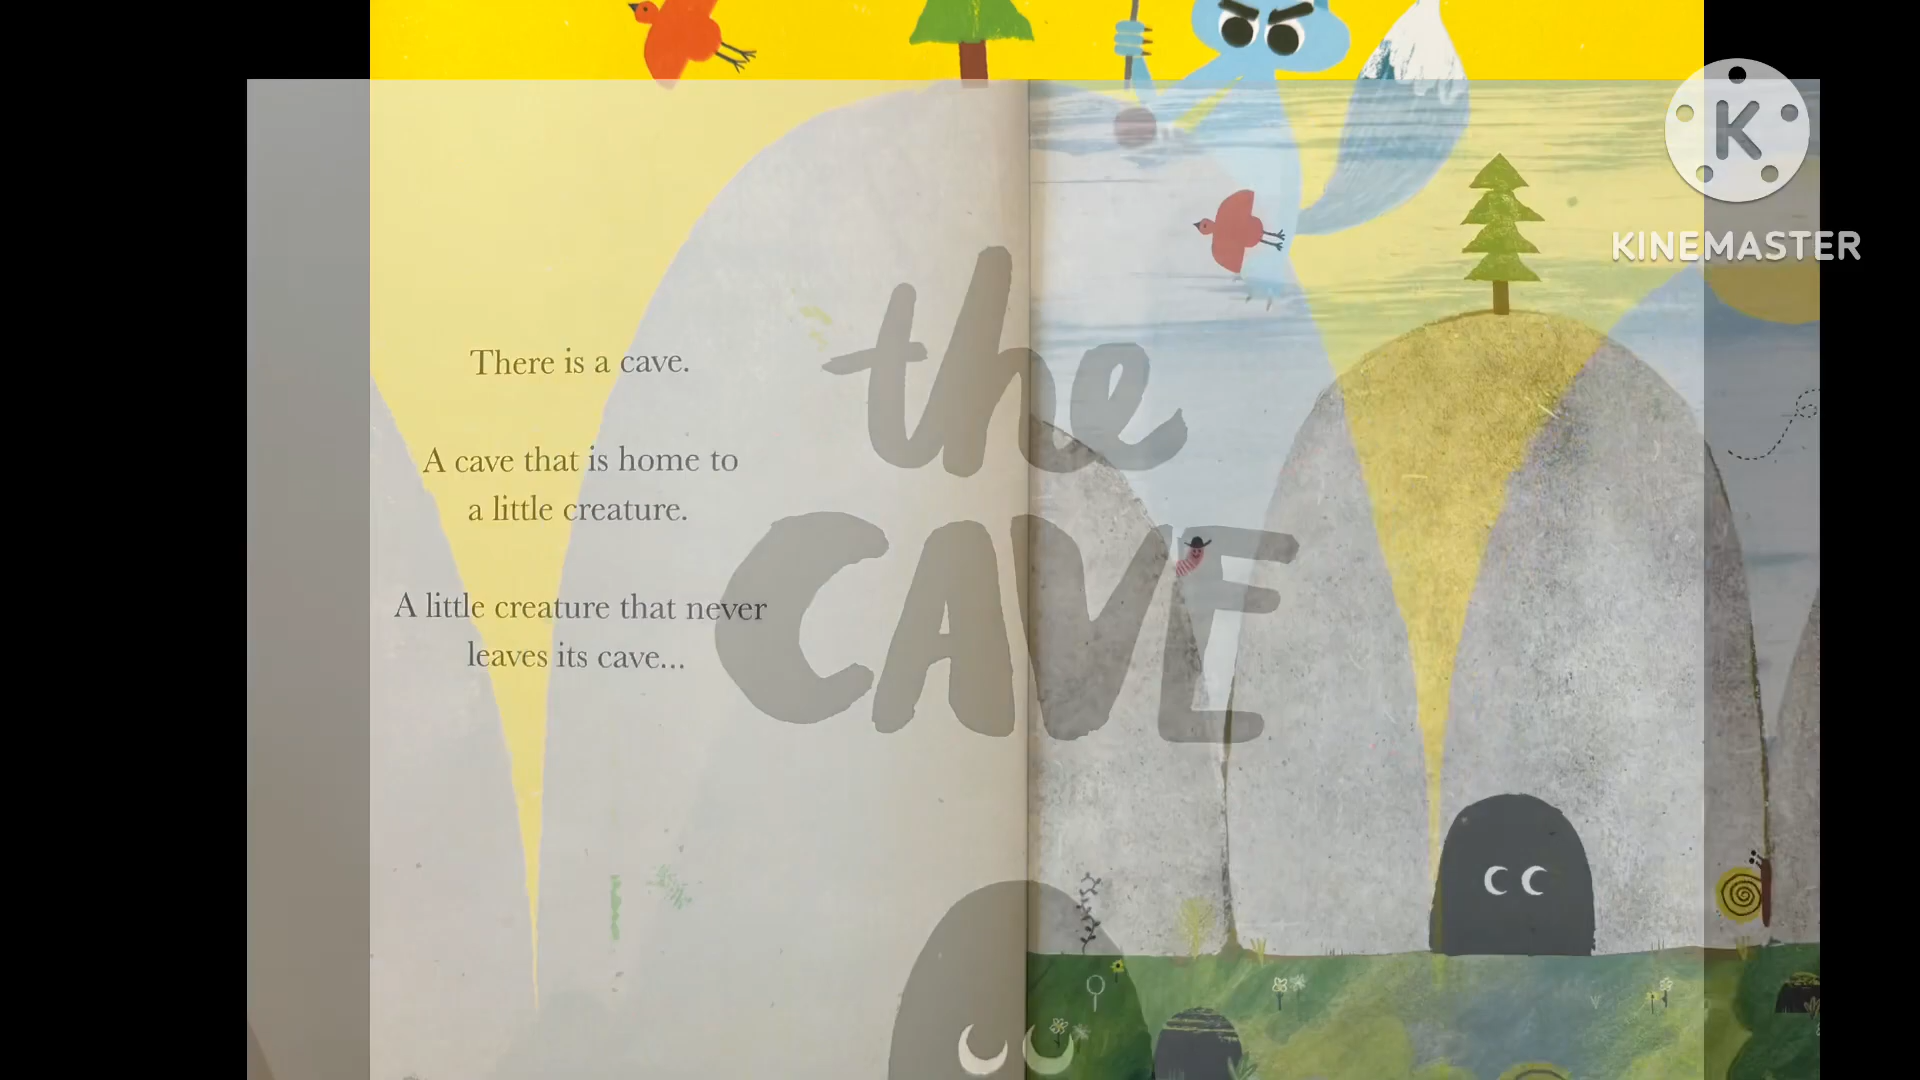 the
CAVE
There is a cave.
A cave that is home to
a little creature.
A little creature that never
leaves its cave...
K
KINEMASTER